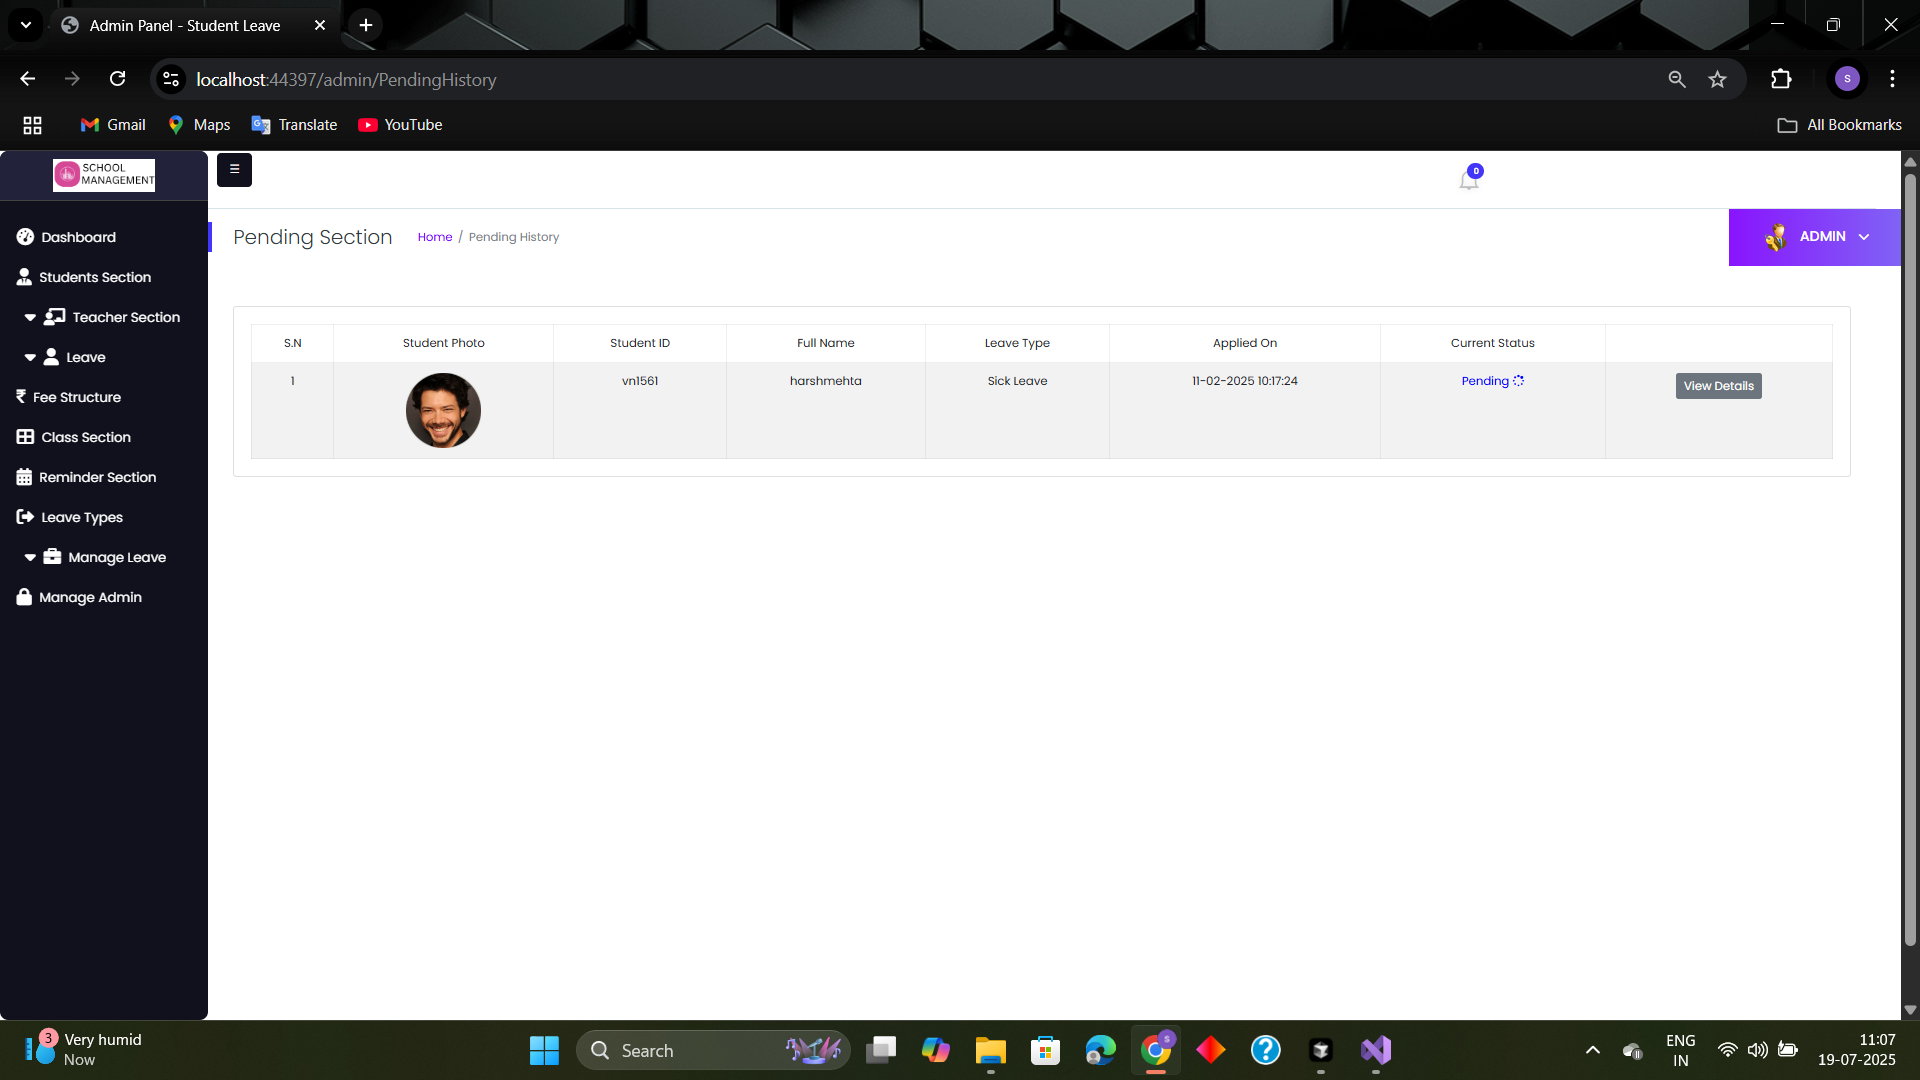 Admin Panel - Student Leave
localhost:44397/admin/PendingHistory
S
Gmail
Maps
Translate
YouTube
All Bookmarks
SCHOOL
MANAGEMENT
0
Dashboard
Students Section
Teacher Section
Leave
Fee Structure
Class Section
Reminder Section
Leave Types
Manage Leave
Manage Admin
Pending Section Home / Pending History
ADMIN
S.N Student Photo Student ID Full Name Leave Type Applied On Current Status
1 vn1561 harshmehta Sick Leave 11-02-2025 10:17:24 Pending View Details
3
Very humid
Now
Search
S
ENG
IN
11:07
19-07-2025